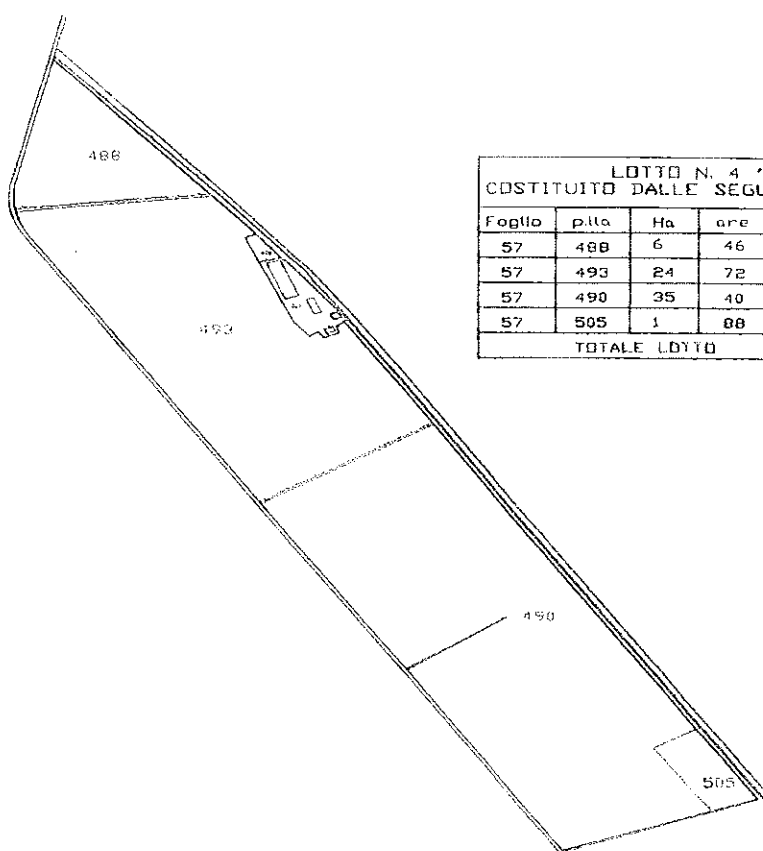 488
LOTTO N. 4
COSTITUITO DALLE SEGU
Foglio p.lla Ha are
57 488 6 46
57 493 24 72
57 490 35 40
57 505 1 88
TOTALE LOTTO
493
490
505